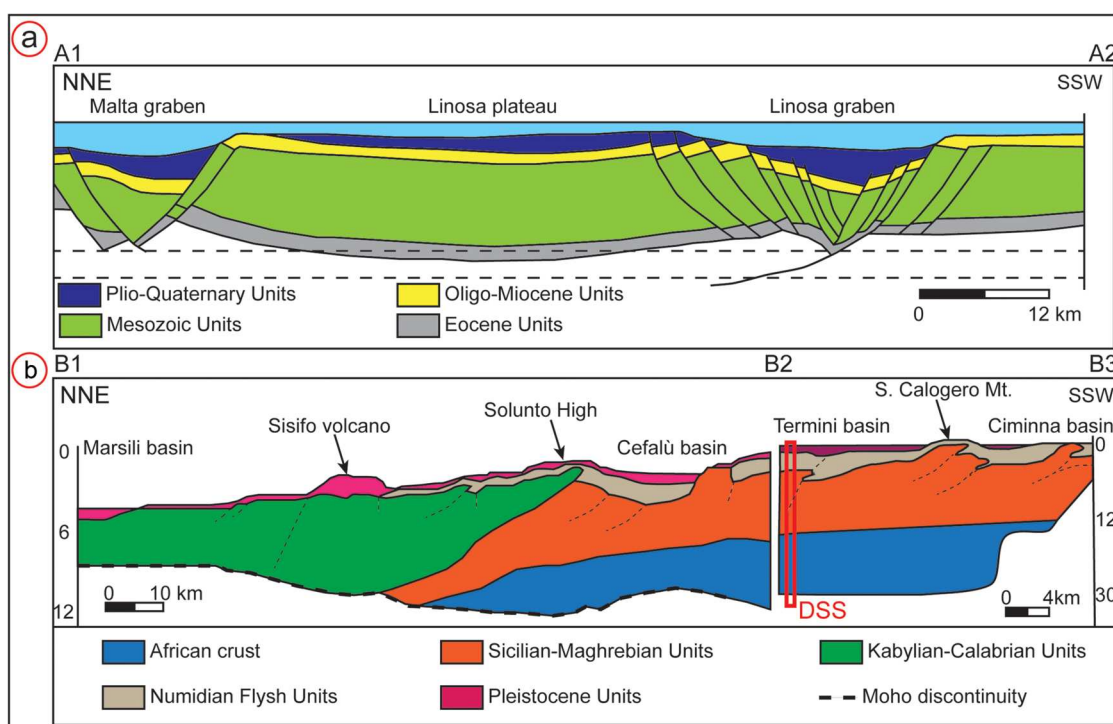 a
A1 A2
NNE SSW
Malta graben Linosa plateau Linosa graben
Plio-Quaternary Units Oligo-Miocene Units
Mesozoic Units Eocene Units
0 12 km
b
B1 B2 B3
NNE SSW
Marsili basin Sisifo volcano Solunto High Cefalù basin Termini basin S. Calogero Mt. Ciminna basin
0 0
6 12
12 30
0 10 km
0 4km
DSS
African crust Sicilian-Maghrebian Units Kabylian-Calabrian Units
Numidian Flysh Units Pleistocene Units Moho discontinuity